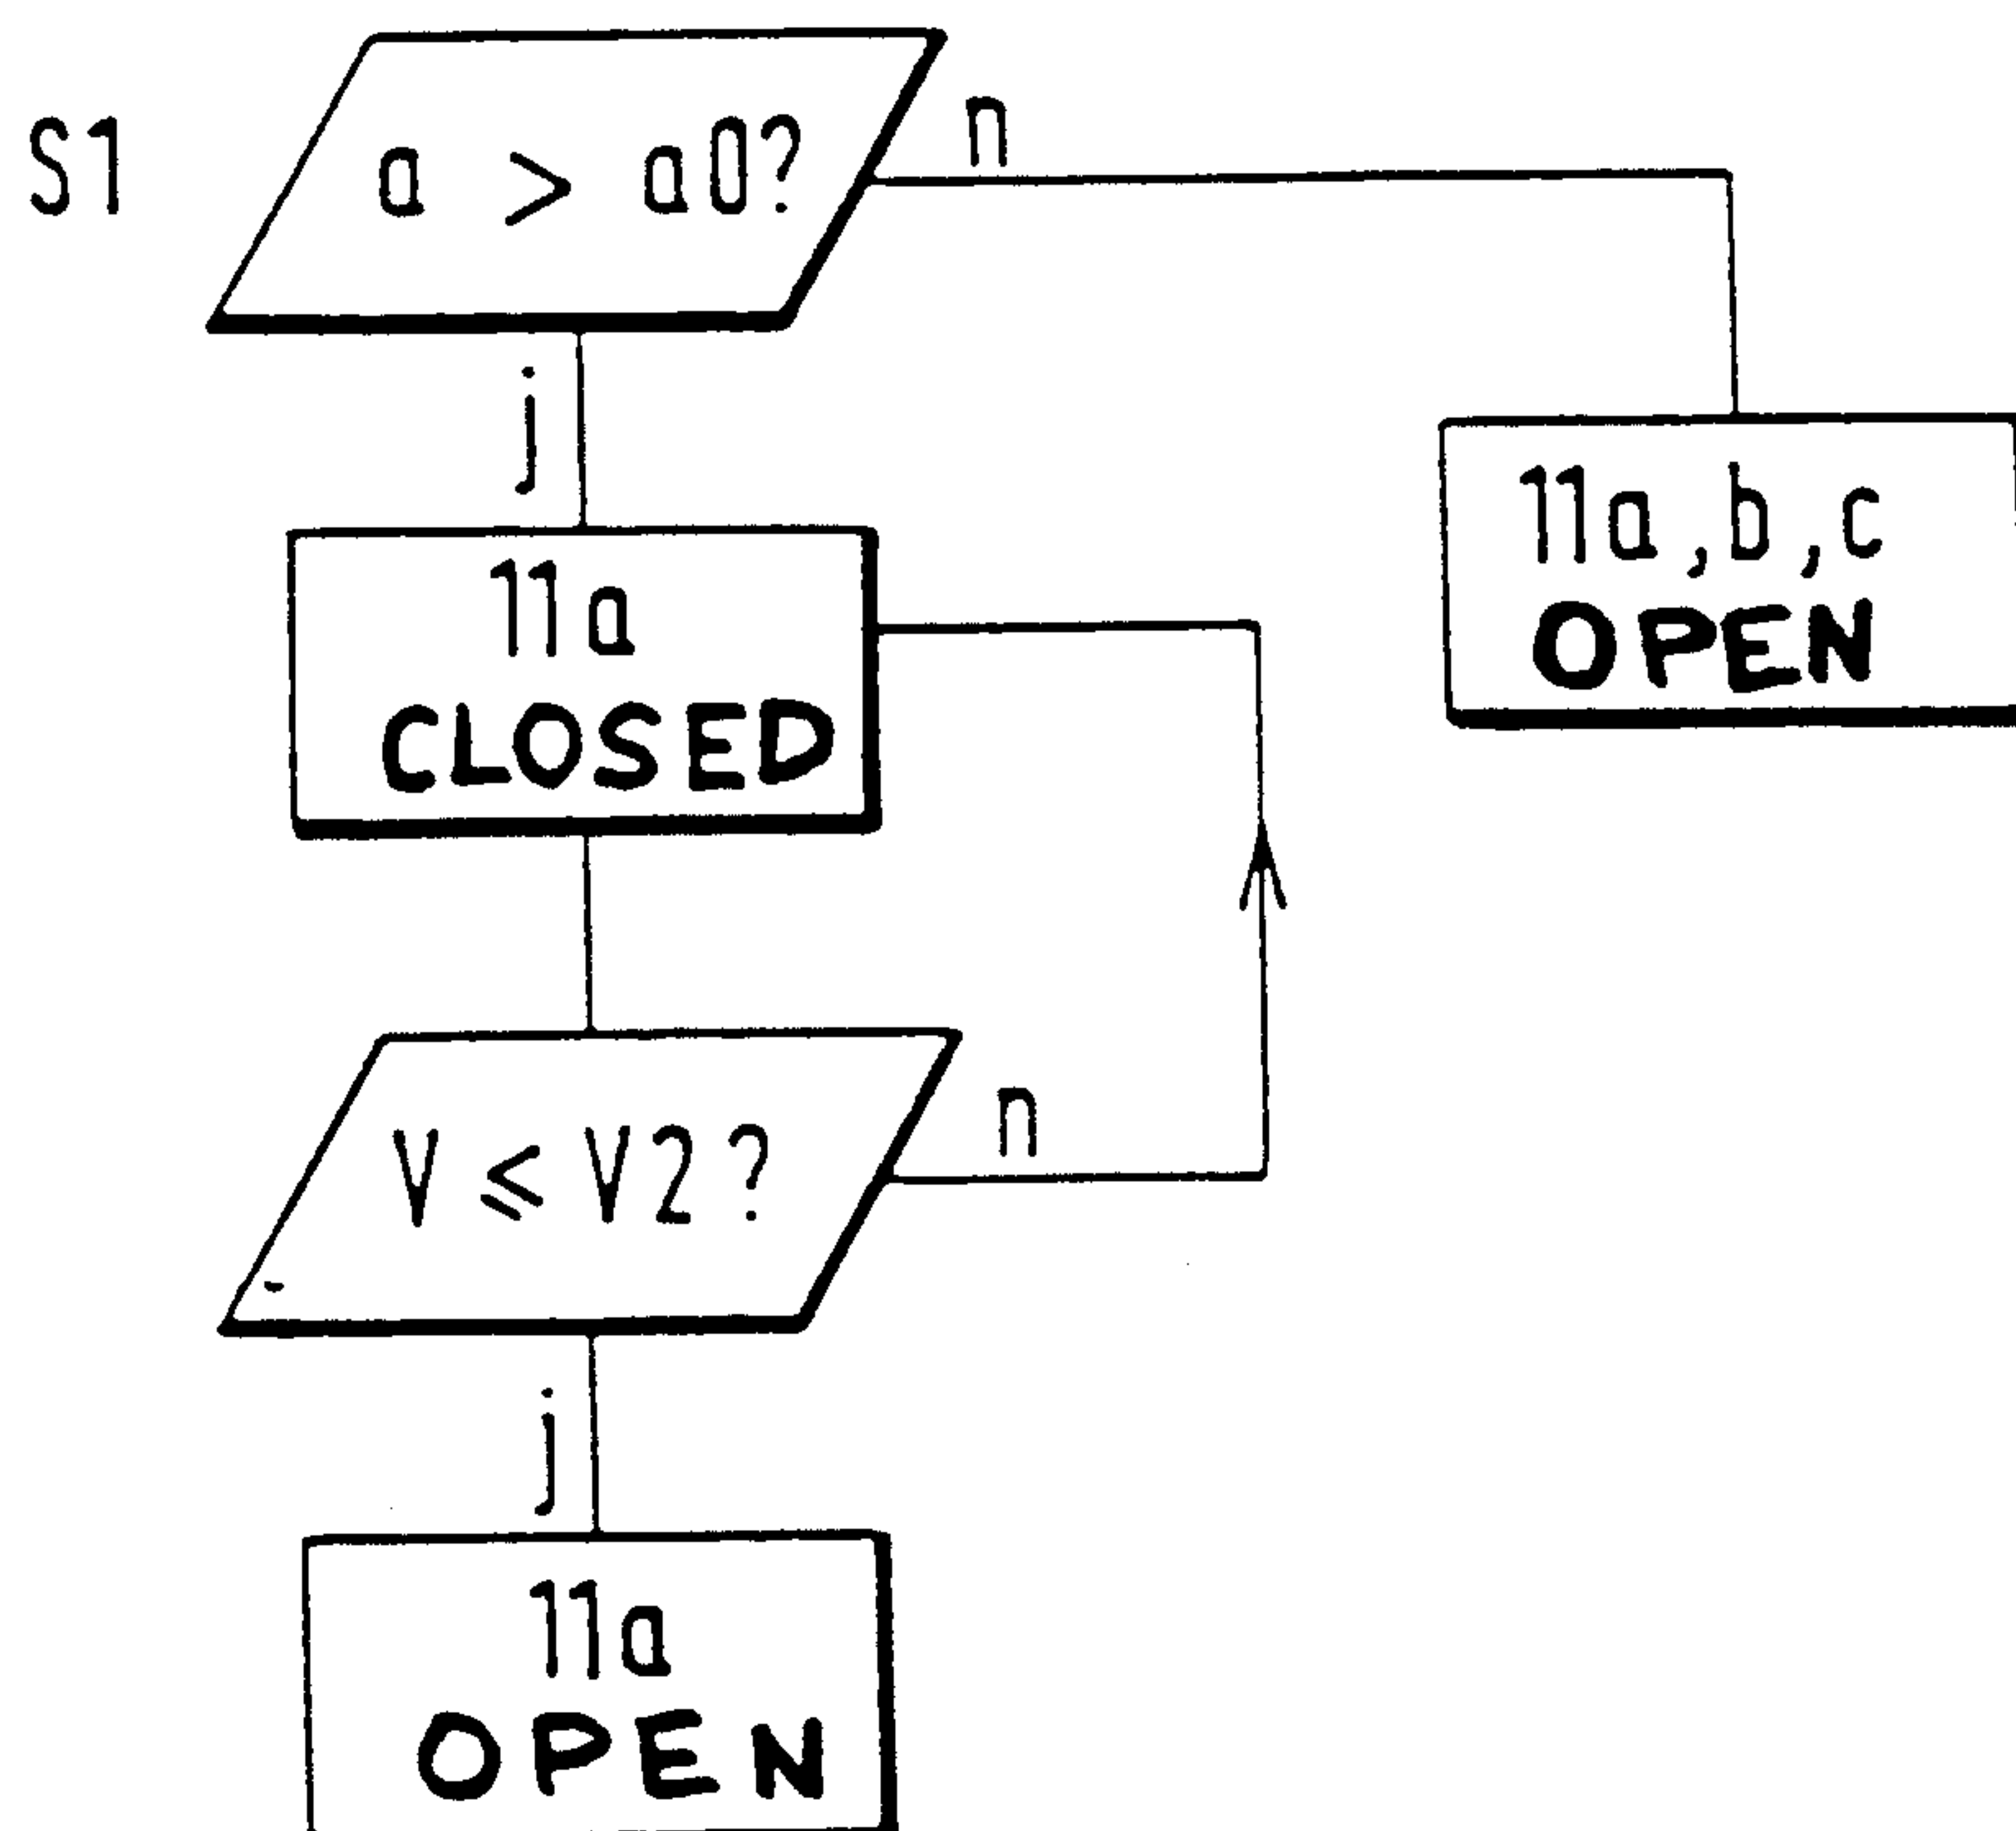 S1
a > a0?
n
j
11a,b,c
OPEN
11a
CLOSED
V ≤ V2?
n
j
11a
OPEN